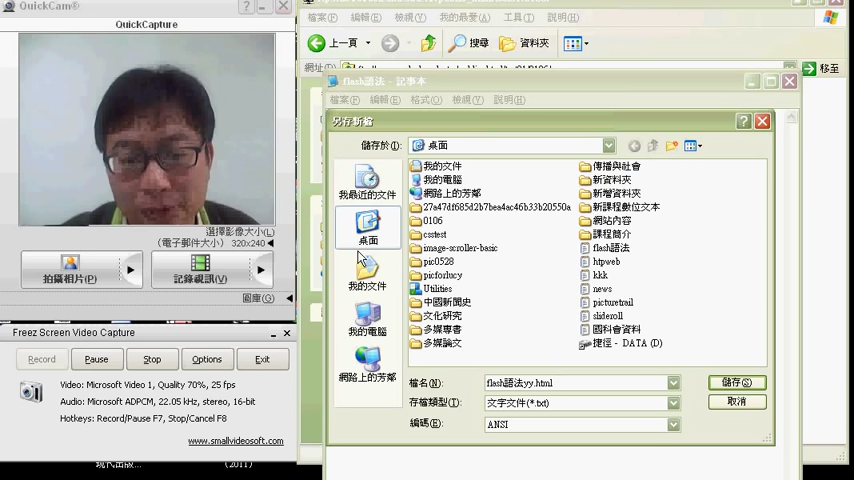 QuickCam®
QuickCapture
選擇影像大小(L)
(電子郵件大小) 320x240
拍攝相片(P)
記錄視訊(V)
圖庫(G)
Freez Screen Video Capture
Record
Pause
Stop
Options
Exit
Video: Microsoft Video 1, Quality 70%, 25 fps
Audio: Microsoft ADPCM, 22.05 kHz, stereo, 16-bit
Hotkeys: Record/Pause F7, Stop/Cancel F8
www.smallvideosoft.com
現代出版...
(2011)
檔案(F) 編輯(E) 檢視(V) 我的最愛(A) 工具(T) 說明(H)
上一頁
搜尋
資料夾
網址(D)
移至
flash語法 - 記事本
檔案(F) 編輯(E) 格式(O) 檢視(V) 說明(H)
另存新檔
儲存於(I):
桌面
我最近的文件
桌面
我的文件
我的電腦
網路上的芳鄰
我的文件
我的電腦
網路上的芳鄰
27a47df685d2b7bea4ac46b33b20550a
0106
csstest
image-scroller-basic
pic0528
picforlucy
Utilities
中國新聞史
文化研究
多媒專書
多媒論文
傳播與社會
新資料夾
新增資料夾
新課程數位文本
網站內容
課程簡介
flash語法
httpweb
kkk
news
picturetrail
slideroll
國科會資料
捷徑 - DATA (D)
檔名(N):
flash語法yy.html
儲存(S)
存檔類型(T):
文字文件(*.txt)
取消
編碼(E):
ANSI